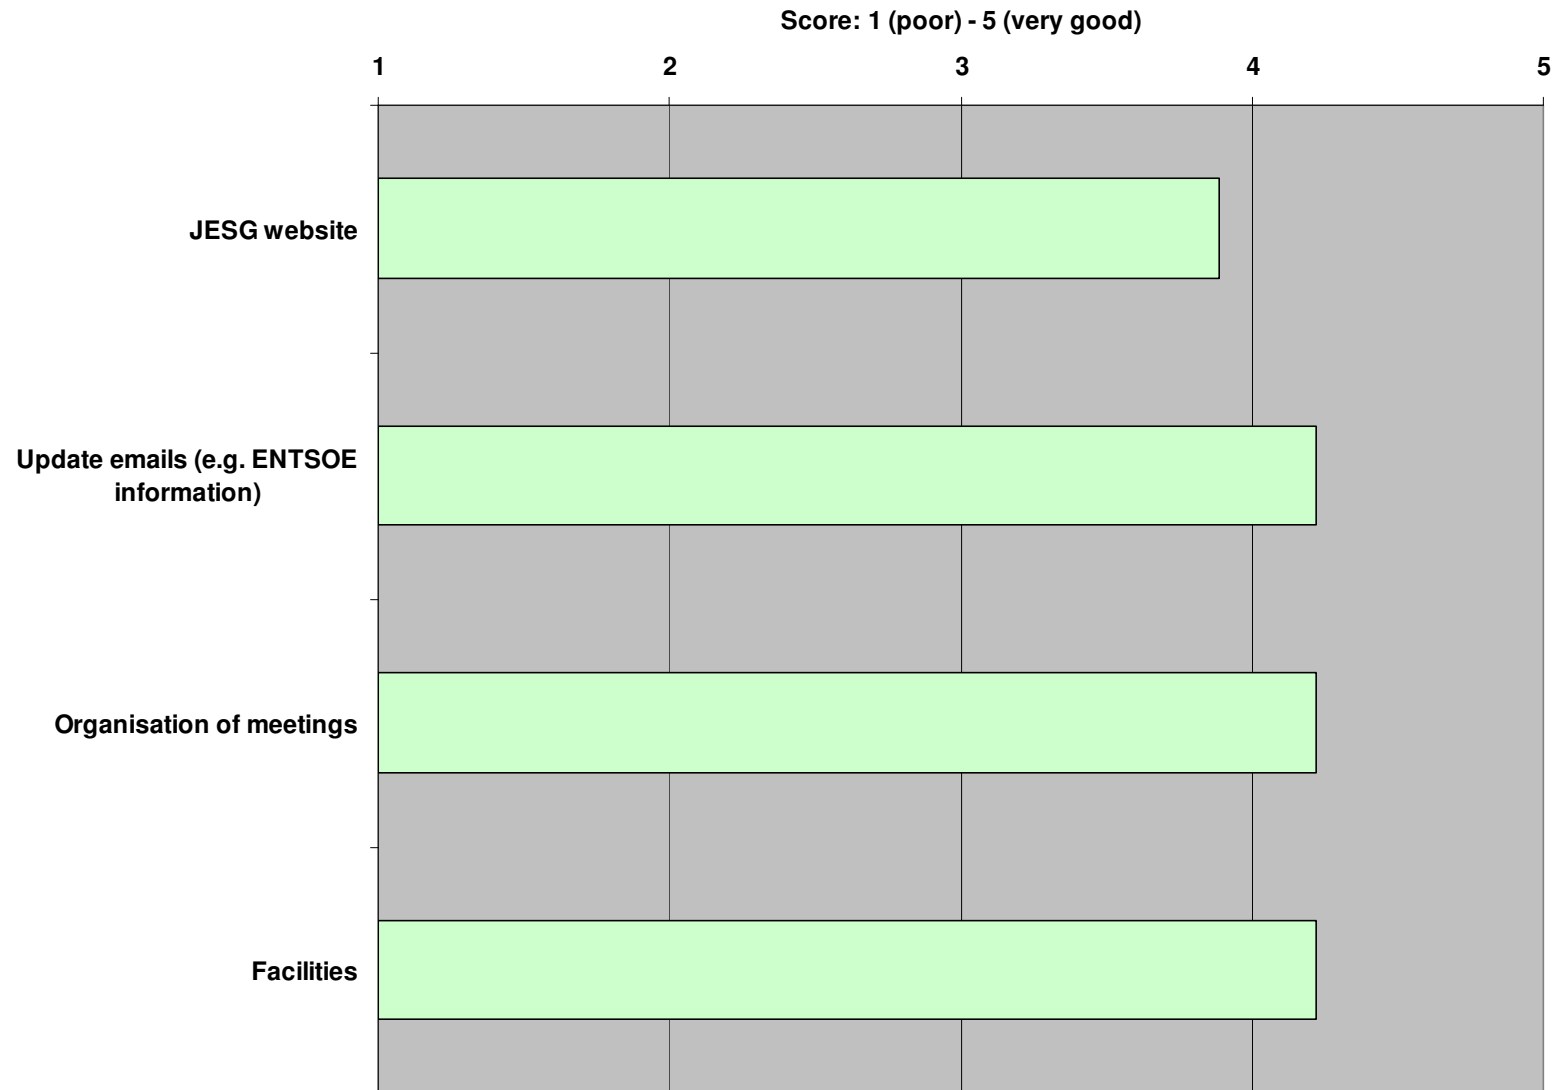 Score: 1 (poor) - 5 (very good)
1 2 3 4 5
JESG website
Update emails (e.g. ENTSOE
information)
Organisation of meetings
Facilities